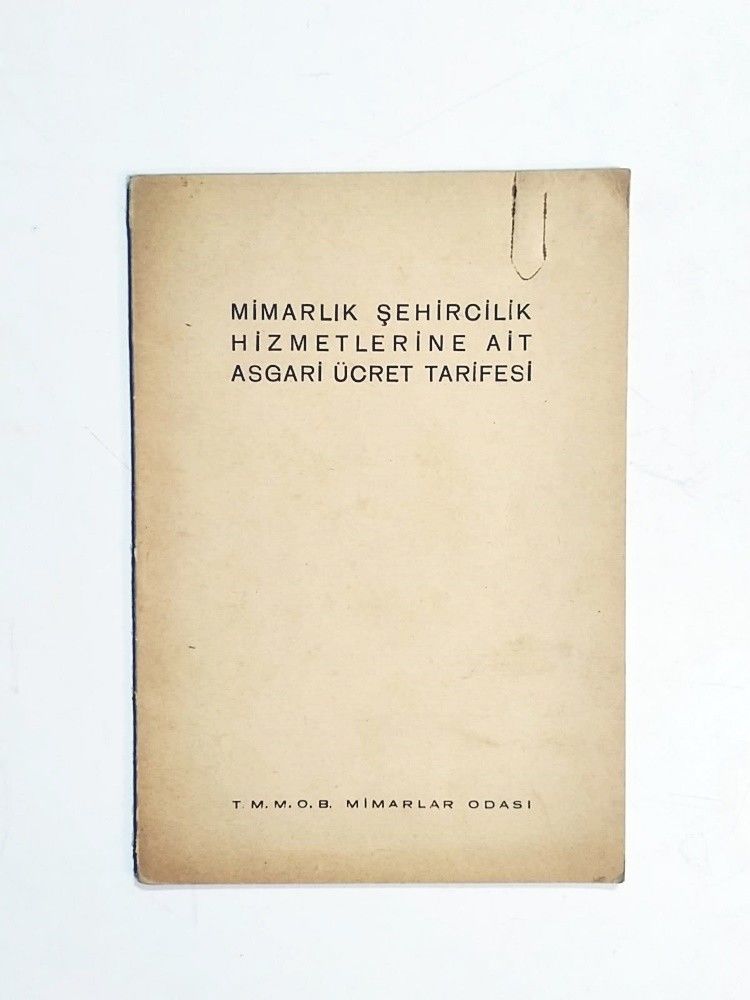 MİMARLIK ŞEHİRCİLİK
HİZMETLERİNE AİT
ASGARİ ÜCRET TARİFESİ
T. M. M. O. B. MİMARLAR ODASI